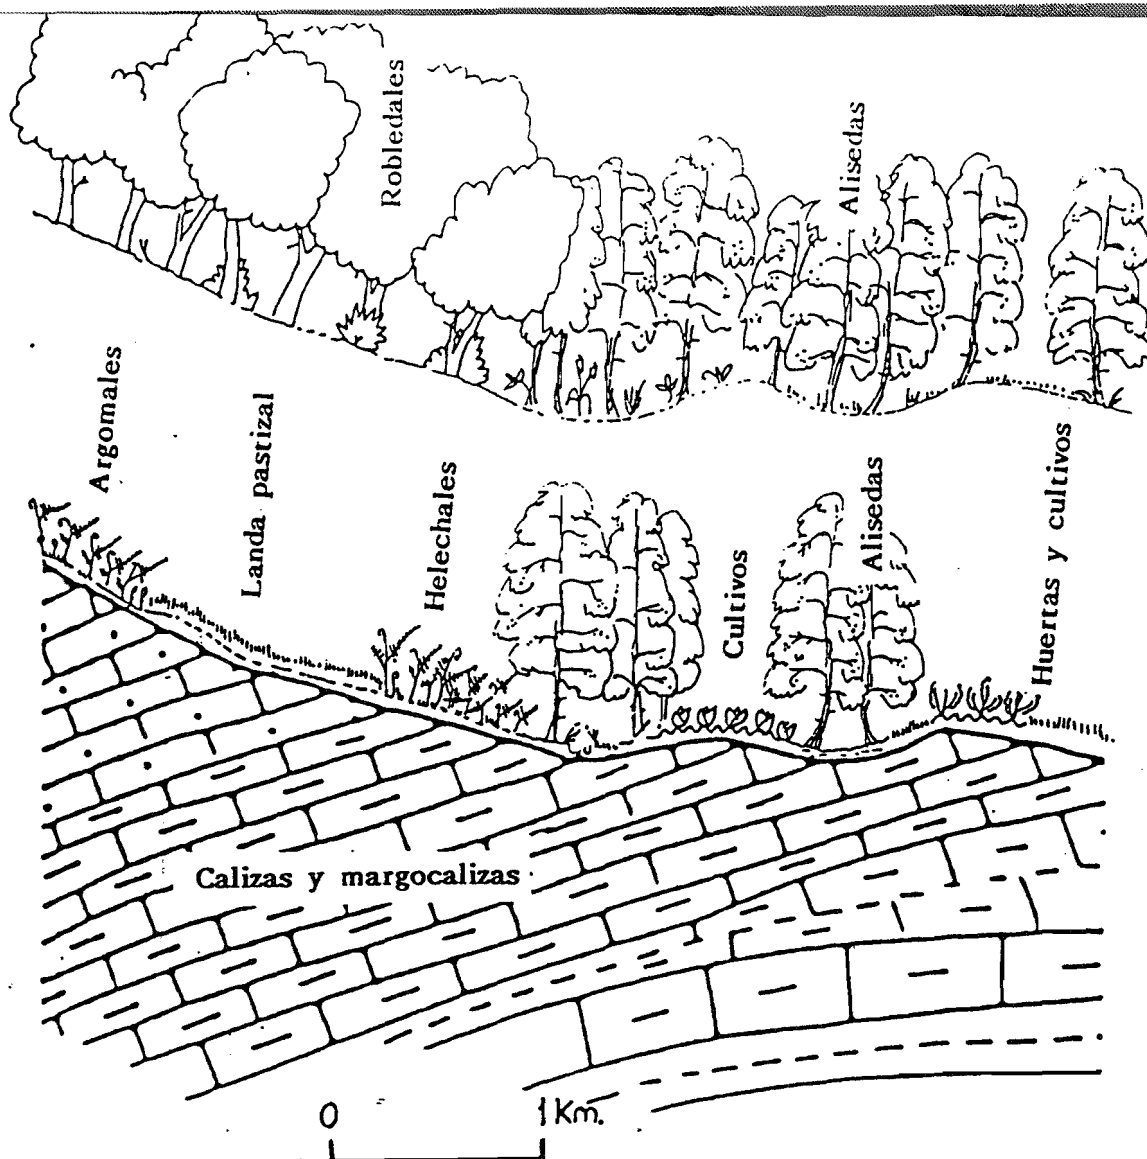 Robledales
Alisedas
Argomales
Landa pastizal
Helechales
Cultivos
Alisedas
Huertas y cultivos
Calizas y margocalizas
0 1 Km.